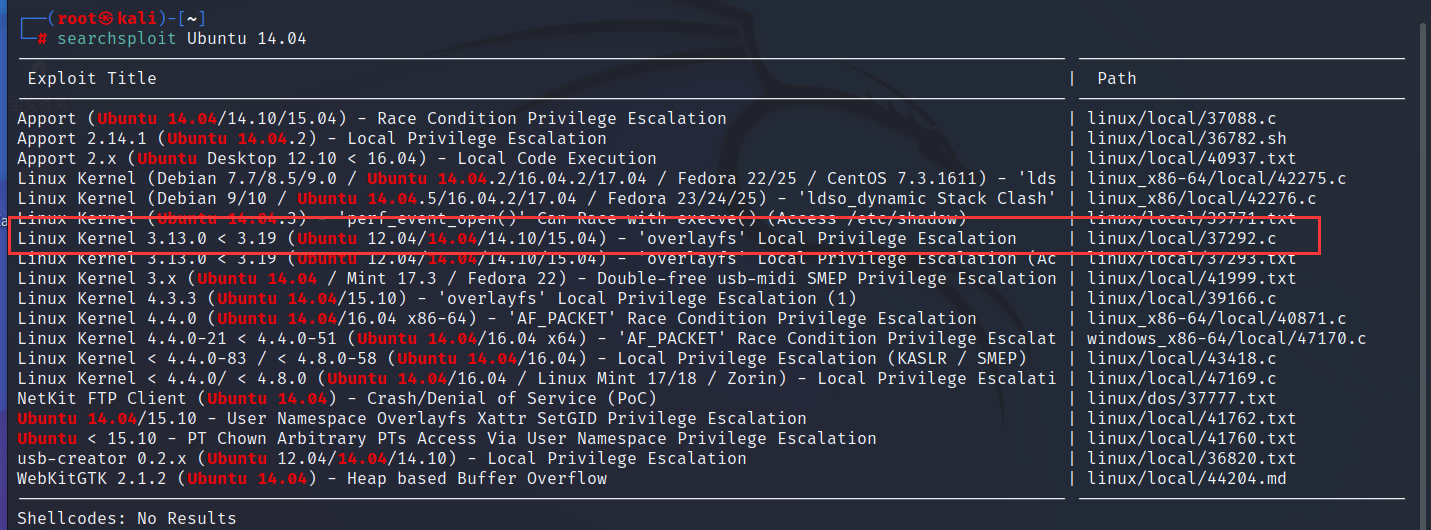 ┌──(root㉿kali)-[~]
└─# searchsploit Ubuntu 14.04
Exploit Title | Path
Apport (Ubuntu 14.04/14.10/15.04) - Race Condition Privilege Escalation | linux/local/37088.c
Apport 2.14.1 (Ubuntu 14.04.2) - Local Privilege Escalation | linux/local/36782.sh
Apport 2.x (Ubuntu Desktop 12.10 < 16.04) - Local Code Execution | linux/local/40937.txt
Linux Kernel (Debian 7.7/8.5/9.0 / Ubuntu 14.04.2/16.04.2/17.04 / Fedora 22/25 / CentOS 7.3.1611) - 'lds | linux_x86-64/local/42275.c
Linux Kernel (Debian 9/10 / Ubuntu 14.04.5/16.04.2/17.04 / Fedora 23/24/25) - 'ldso_dynamic Stack Clash' | linux_x86/local/42276.c
Linux Kernel (Ubuntu 14.04.3) - 'perf_event_open()' Can Race with execve() (Access /etc/shadow) | linux/local/39771.txt
Linux Kernel 3.13.0 < 3.19 (Ubuntu 12.04/14.04/14.10/15.04) - 'overlayfs' Local Privilege Escalation | linux/local/37292.c
Linux Kernel 3.13.0 < 3.19 (Ubuntu 12.04/14.04/14.10/15.04) - 'overlayfs' Local Privilege Escalation (Ac | linux/local/37293.txt
Linux Kernel 3.x (Ubuntu 14.04 / Mint 17.3 / Fedora 22) - Double-free usb-midi SMEP Privilege Escalation | linux/local/41999.txt
Linux Kernel 4.3.3 (Ubuntu 14.04/15.10) - 'overlayfs' Local Privilege Escalation (1) | linux/local/39166.c
Linux Kernel 4.4.0 (Ubuntu 14.04/16.04 x86-64) - 'AF_PACKET' Race Condition Privilege Escalation | linux_x86-64/local/40871.c
Linux Kernel 4.4.0-21 < 4.4.0-51 (Ubuntu 14.04/16.04 x64) - 'AF_PACKET' Race Condition Privilege Escalat | windows_x86-64/local/47170.c
Linux Kernel < 4.4.0-83 / < 4.8.0-58 (Ubuntu 14.04/16.04) - Local Privilege Escalation (KASLR / SMEP) | linux/local/43418.c
Linux Kernel < 4.4.0/ < 4.8.0 (Ubuntu 14.04/16.04 / Linux Mint 17/18 / Zorin) - Local Privilege Escalati | linux/local/47169.c
NetKit FTP Client (Ubuntu 14.04) - Crash/Denial of Service (PoC) | linux/dos/37777.txt
Ubuntu 14.04/15.10 - User Namespace Overlayfs Xattr SetGID Privilege Escalation | linux/local/41762.txt
Ubuntu < 15.10 - PT Chown Arbitrary PTs Access Via User Namespace Privilege Escalation | linux/local/41760.txt
usb-creator 0.2.x (Ubuntu 12.04/14.04/14.10) - Local Privilege Escalation | linux/local/36820.txt
WebKitGTK 2.1.2 (Ubuntu 14.04) - Heap based Buffer Overflow | linux/local/44204.md
Shellcodes: No Results